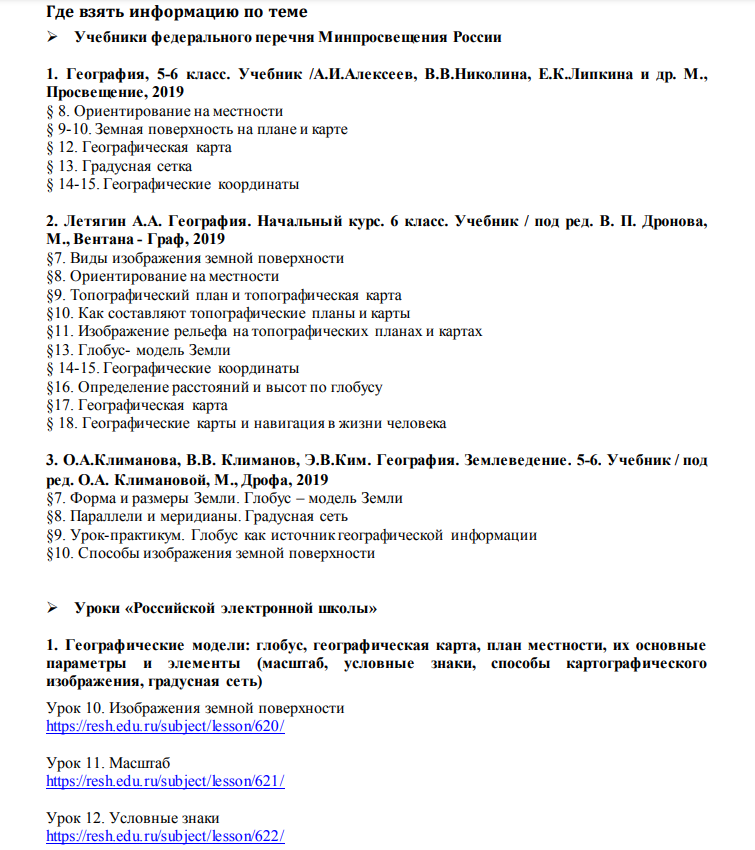 Где взять информацию по теме
➢ Учебники федерального перечня Минпросвещения России
1. География, 5-6 класс. Учебник /А.И.Алексеев, В.В.Николина, Е.К.Липкина и др. М.,
Просвещение, 2019
§ 8. Ориентирование на местности
§ 9-10. Земная поверхность на плане и карте
§ 12. Географическая карта
§ 13. Градусная сетка
§ 14-15. Географические координаты
2. Летягин А.А. География. Начальный курс. 6 класс. Учебник / под ред. В. П. Дронова,
М., Вентана - Граф, 2019
§7. Виды изображения земной поверхности
§8. Ориентирование на местности
§9. Топографический план и топографическая карта
§10. Как составляют топографические планы и карты
§11. Изображение рельефа на топографических планах и картах
§13. Глобус- модель Земли
§ 14-15. Географические координаты
§16. Определение расстояний и высот по глобусу
§17. Географическая карта
§ 18. Географические карты и навигация в жизни человека
3. О.А.Климанова, В.В. Климанов, Э.В.Ким. География. Землеведение. 5-6. Учебник / под
ред. О.А. Климановой, М., Дрофа, 2019
§7. Форма и размеры Земли. Глобус – модель Земли
§8. Параллели и меридианы. Градусная сеть
§9. Урок-практикум. Глобус как источник географической информации
§10. Способы изображения земной поверхности
➢ Уроки «Российской электронной школы»
1. Географические модели: глобус, географическая карта, план местности, их основные
параметры и элементы (масштаб, условные знаки, способы картографического
изображения, градусная сеть)
Урок 10. Изображения земной поверхности
https://resh.edu.ru/subject/lesson/620/
Урок 11. Масштаб
https://resh.edu.ru/subject/lesson/621/
Урок 12. Условные знаки
https://resh.edu.ru/subject/lesson/622/